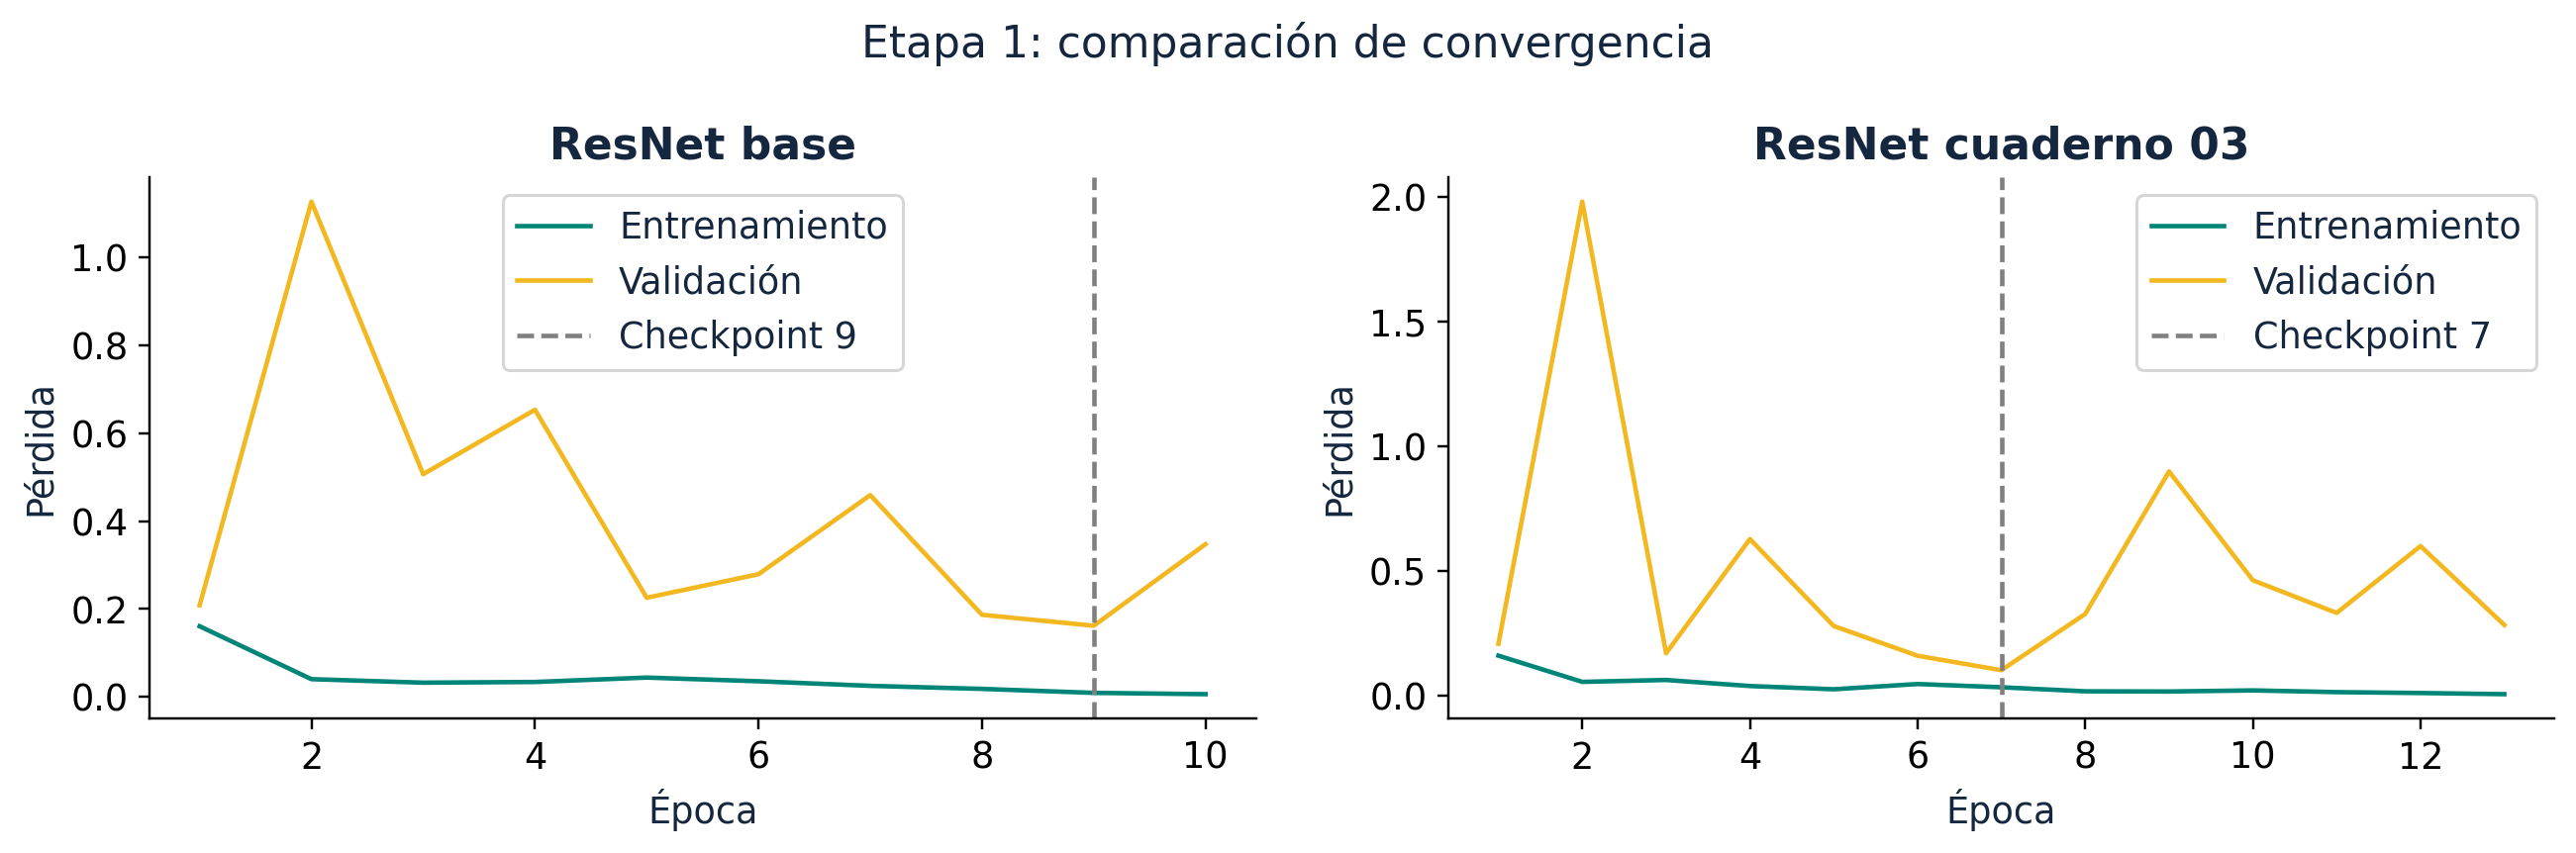 Etapa 1: comparación de convergencia
ResNet base
Entrenamiento
Validación
Checkpoint 9
Pérdida
1.0
0.8
0.6
0.4
0.2
0.0
2 4 6 8 10
Época
ResNet cuaderno 03
Entrenamiento
Validación
Checkpoint 7
Pérdida
2.0
1.5
1.0
0.5
0.0
2 4 6 8 10 12
Época